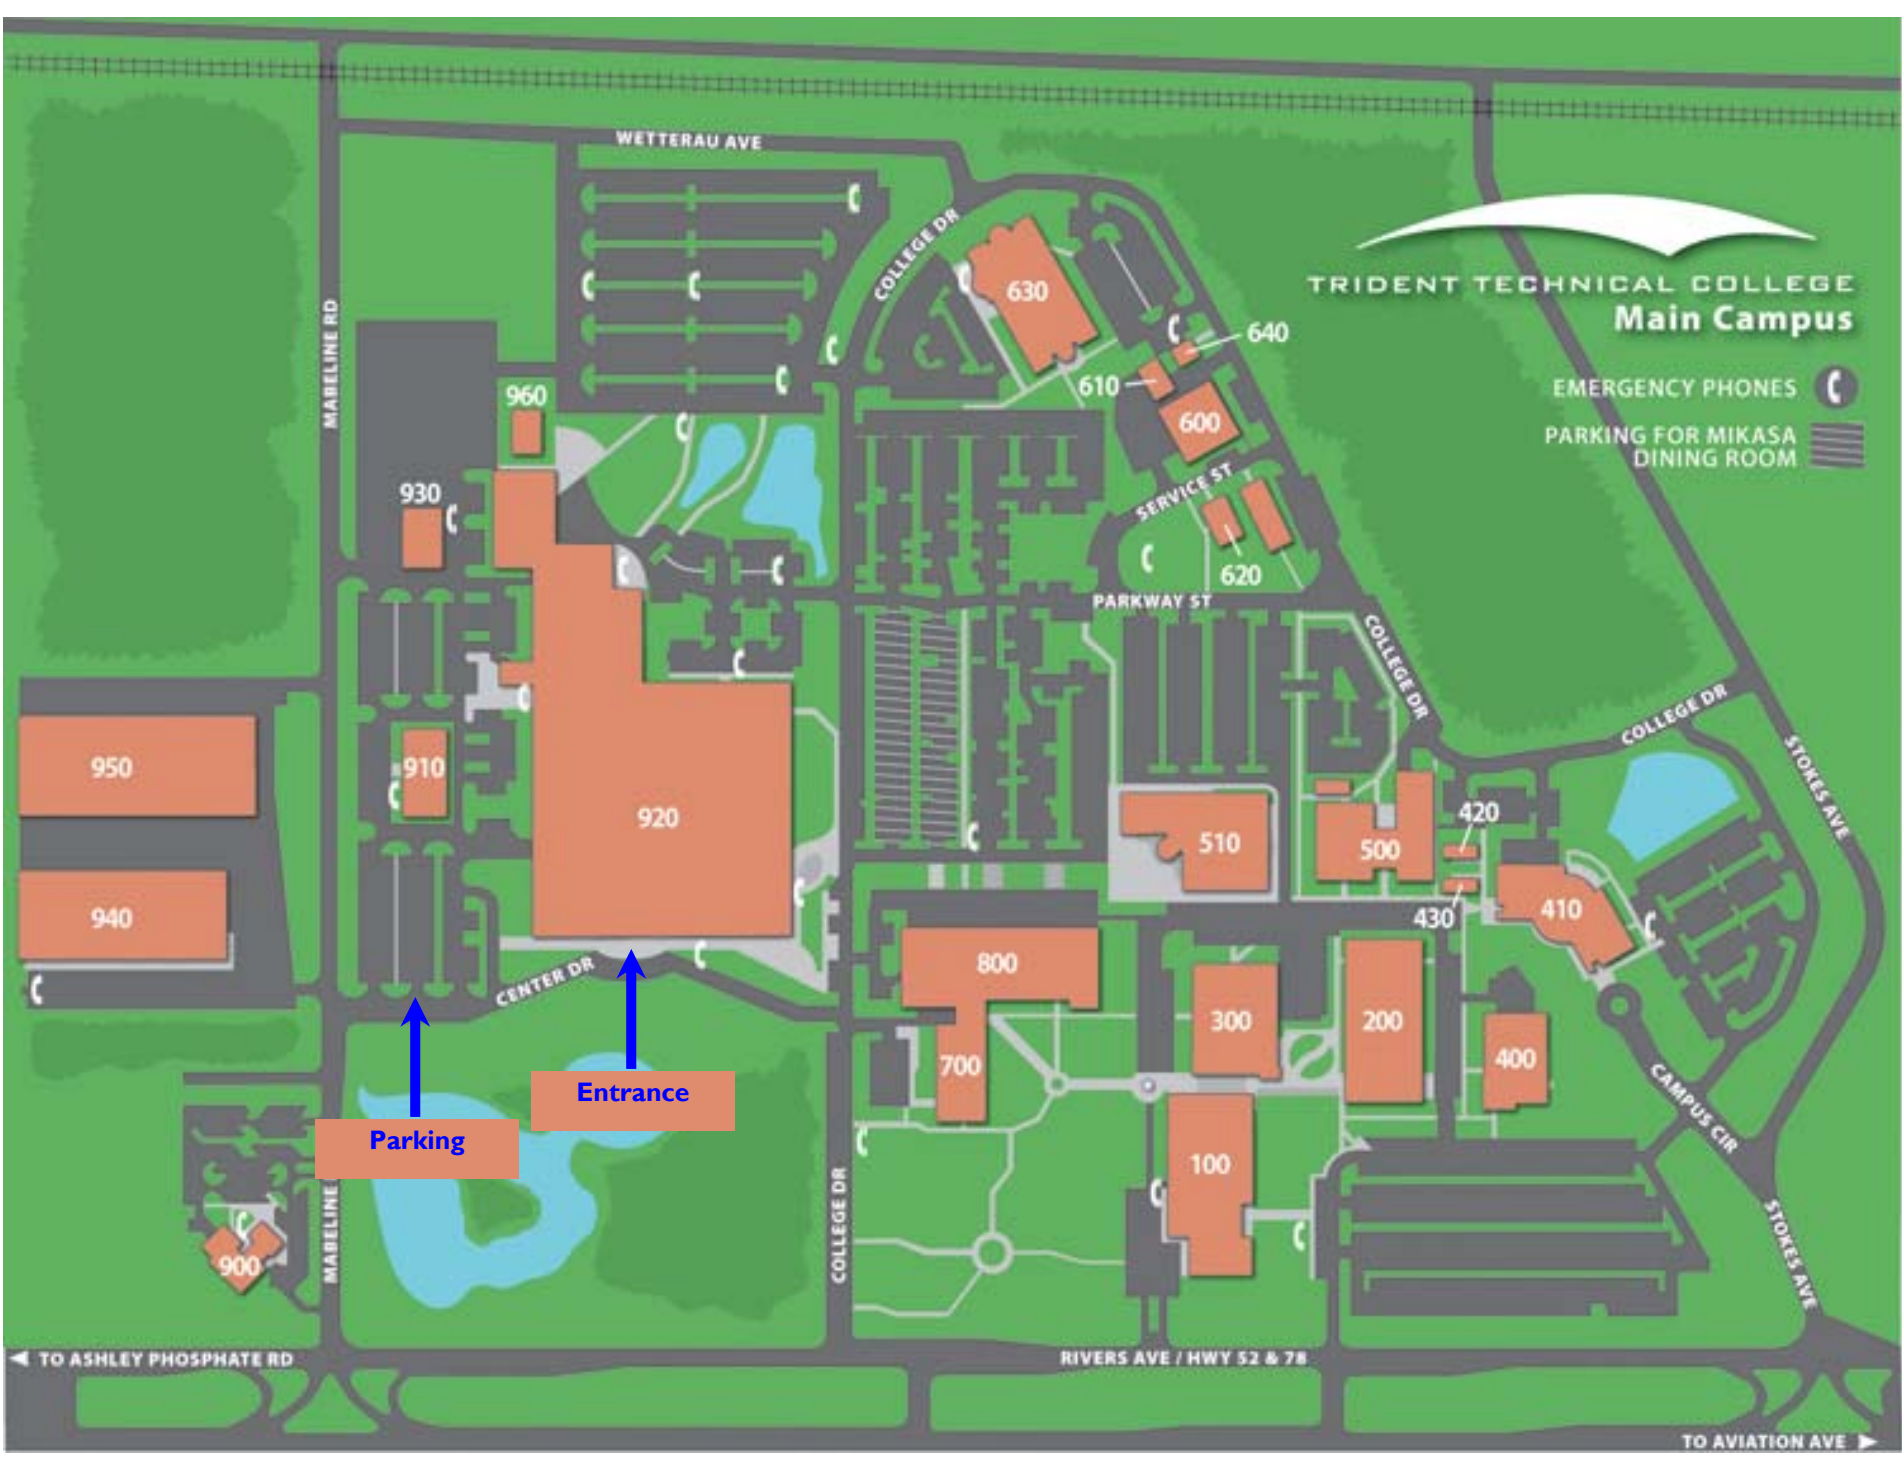 WETTERAU AVE
COLLEGE DR
MABELINE RD
TRIDENT TECHNICAL COLLEGE
Main Campus
EMERGENCY PHONES
PARKING FOR MIKASA
DINING ROOM
630
640
610
600
960
930
SERVICE ST
620
PARKWAY ST
COLLEGE DR
COLLEGE DR
STOKES AVE
950
910
920
510
500
420
430
410
940
CENTER DR
800
300
200
700
400
Entrance
Parking
CAMPUS CIR
100
900
MABELINE
COLLEGE DR
STOKES AVE
TO ASHLEY PHOSPHATE RD
RIVERS AVE / HWY 52 & 78
TO AVIATION AVE